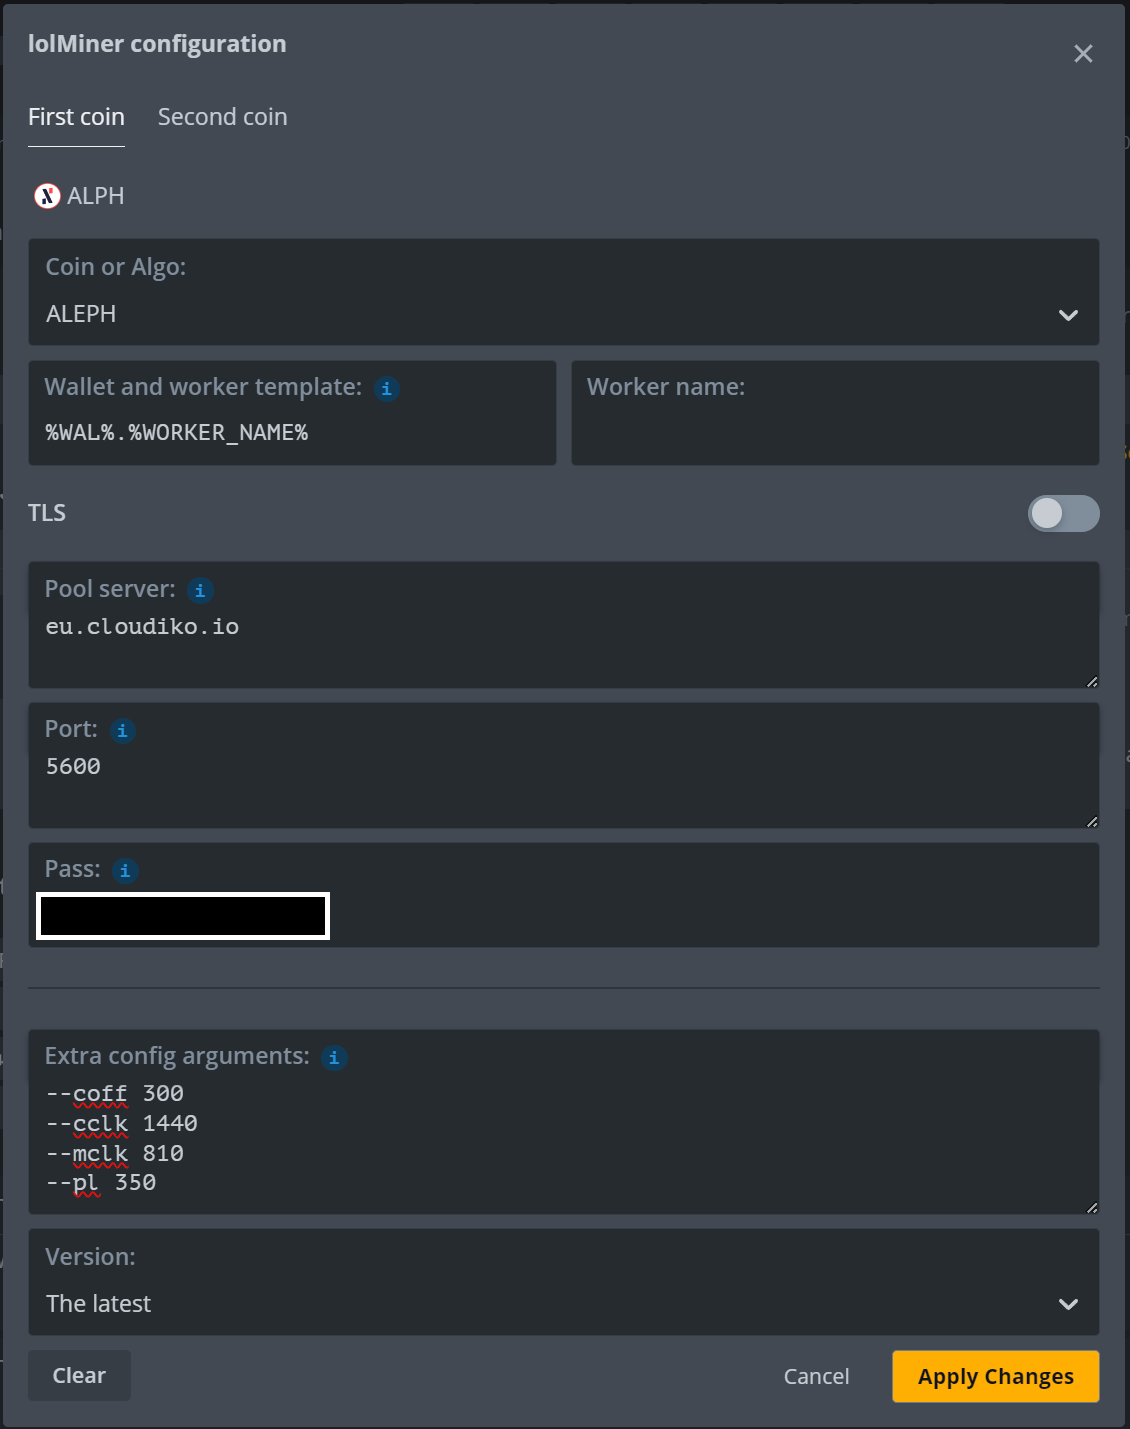 lolMiner configuration
First coin
Second coin
ALPH
Coin or Algo:
ALEPH
Wallet and worker template:
%WAL%.%WORKER_NAME%
Worker name:
TLS
Pool server:
eu.cloudiko.io
Port:
5600
Pass:
Extra config arguments:
--coff 300
--cclk 1440
--mclk 810
--pl 350
Version:
The latest
Clear
Cancel
Apply Changes